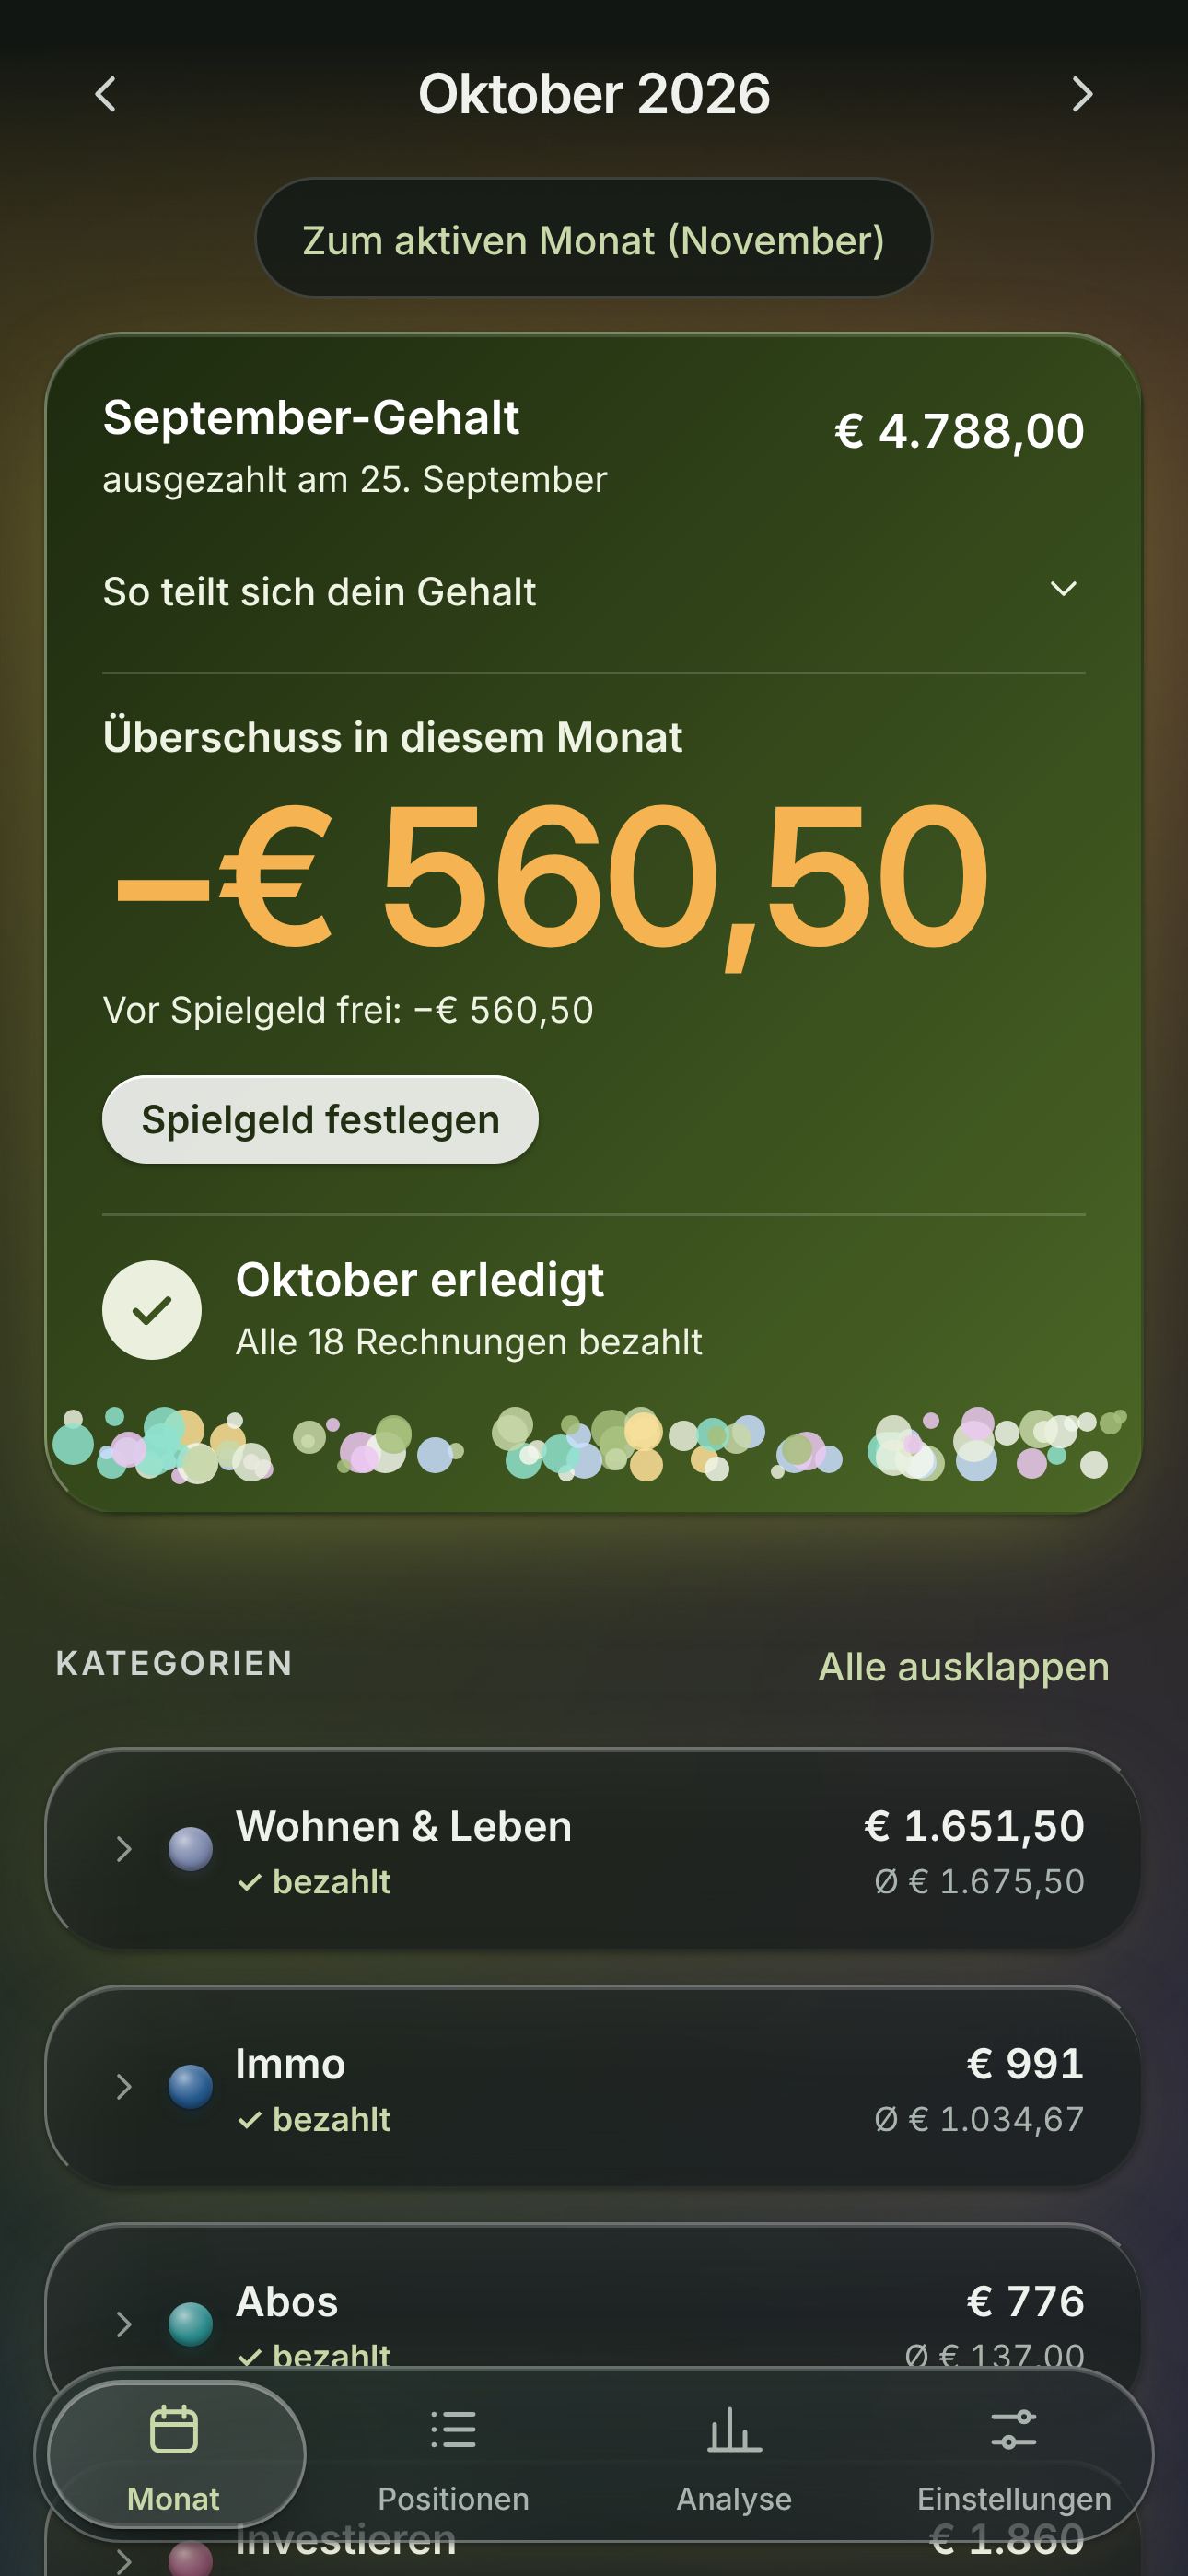 Oktober 2026
Zum aktiven Monat (November)
September-Gehalt
€ 4.788,00
ausgezahlt am 25. September
So teilt sich dein Gehalt
Überschuss in diesem Monat
−€ 560,50
Vor Spielgeld frei: −€ 560,50
Spielgeld festlegen
Oktober erledigt
Alle 18 Rechnungen bezahlt
KATEGORIEN
Alle ausklappen
Wohnen & Leben
€ 1.651,50
✓ bezahlt
Ø € 1.675,50
Immo
€ 991
✓ bezahlt
Ø € 1.034,67
Abos
€ 776
✓ bezahlt
Ø € 137,00
Monat
Positionen
Analyse
Einstellungen
Investieren
€ 1.860